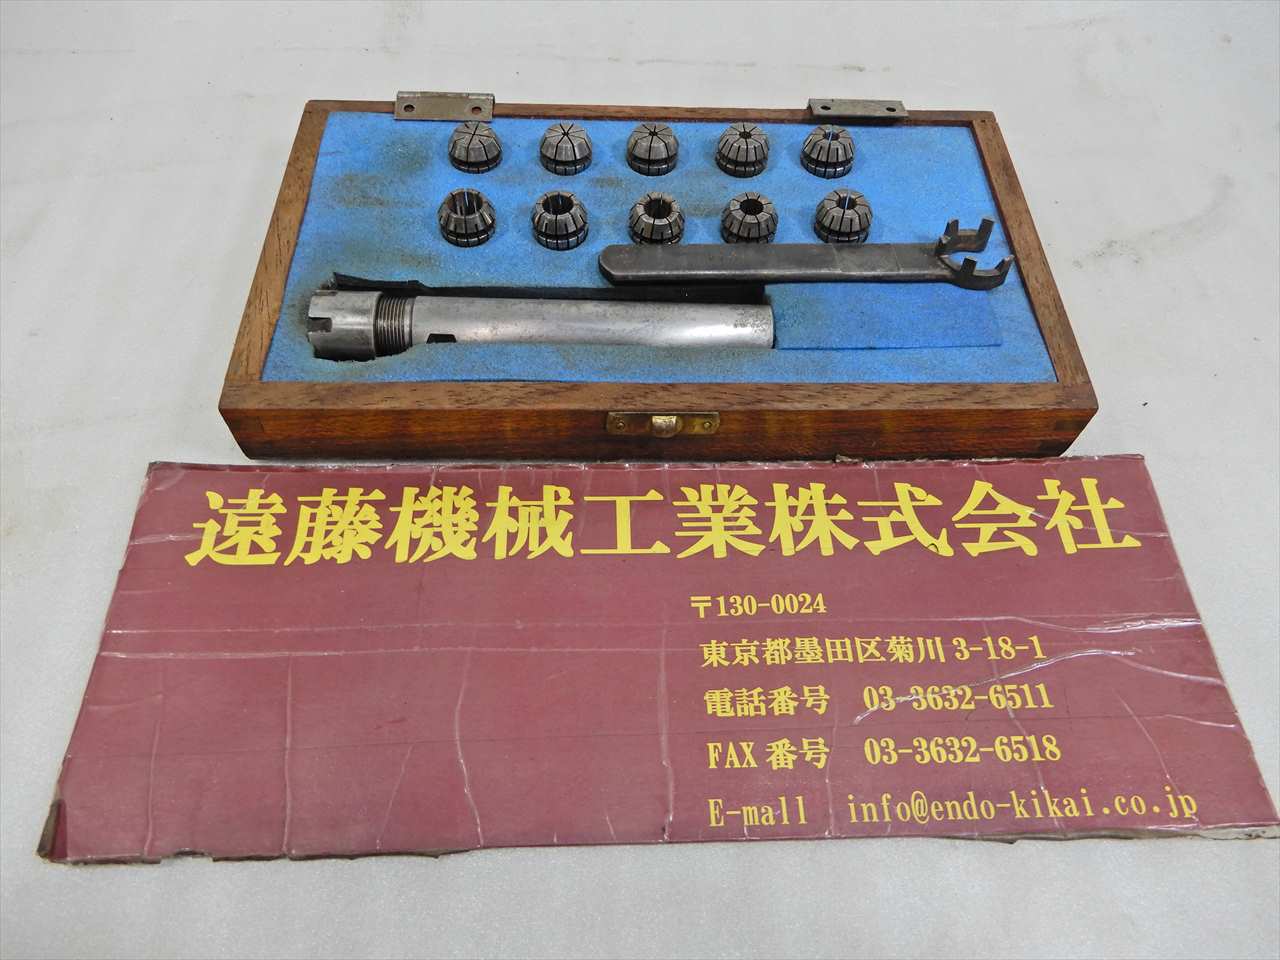 遠藤機械工業株式会社
〒130-0024
東京都墨田区菊川 3-18-1
電話番号 03-3632-6511
FAX 番号 03-3632-6518
E-mall info@endo-kikai.co.jp